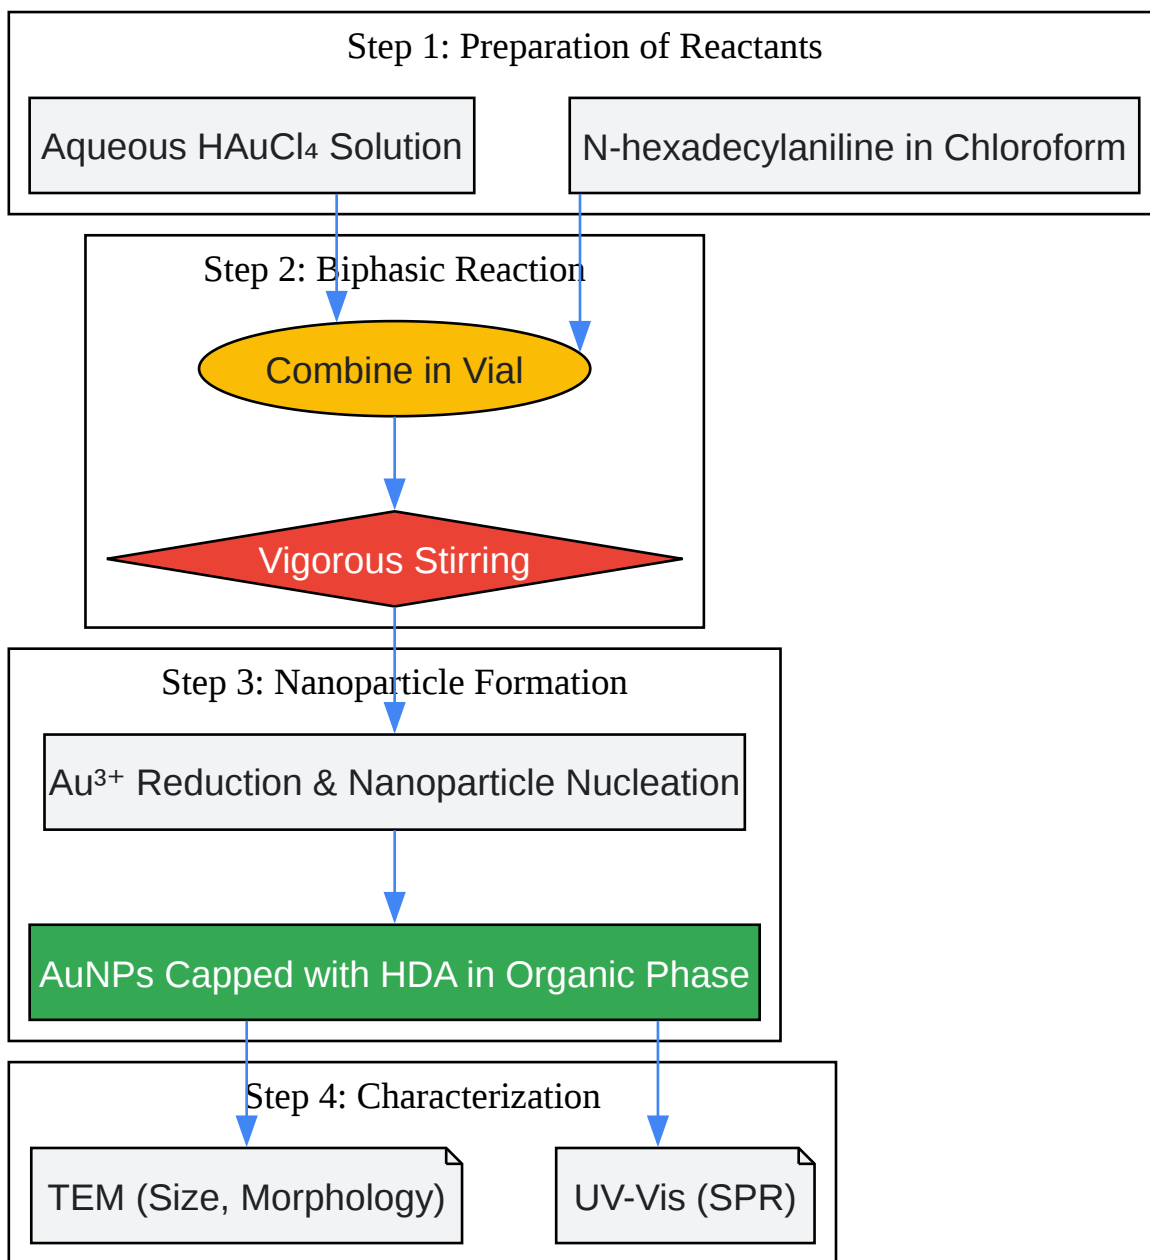 Step 1: Preparation of Reactants
Aqueous HAuCl₄ Solution
N-hexadecylaniline in Chloroform
Step 2: Biphasic Reaction
Combine in Vial
Vigorous Stirring
Step 3: Nanoparticle Formation
Au³⁺ Reduction & Nanoparticle Nucleation
AuNPs Capped with HDA in Organic Phase
Step 4: Characterization
TEM (Size, Morphology)
UV-Vis (SPR)